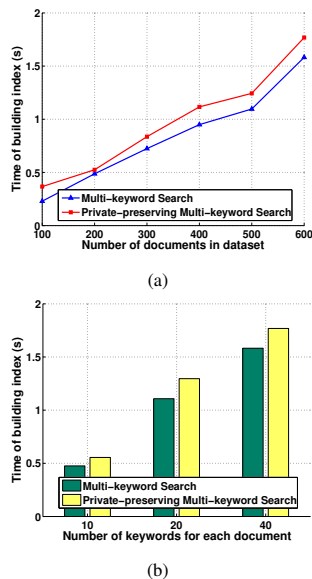 2
1.5
1
0.5
0
Time of building index (s)
Multi-keyword Search
Private-preserving Multi-keyword Search
100 200 300 400 500 600
Number of documents in dataset
(a)
2
1.5
1
0.5
0
Time of building index (s)
Multi-keyword Search
Private-preserving Multi-keyword Search
10 20 40
Number of keywords for each document
(b)